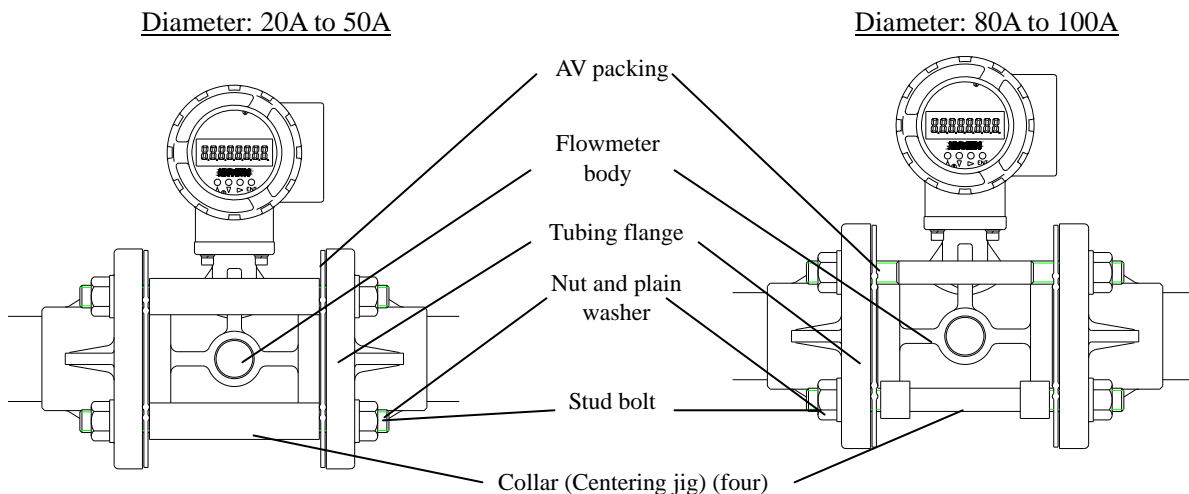 Diameter: 20A to 50A
Diameter: 80A to 100A
AV packing
Flowmeter
body
Tubing flange
Nut and plain
washer
Stud bolt
Collar (Centering jig) (four)